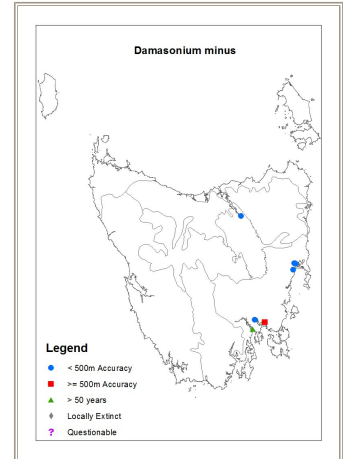 Damasonium minus
Legend
< 500m Accuracy
>= 500m Accuracy
> 50 years
Locally Extinct
? Questionable